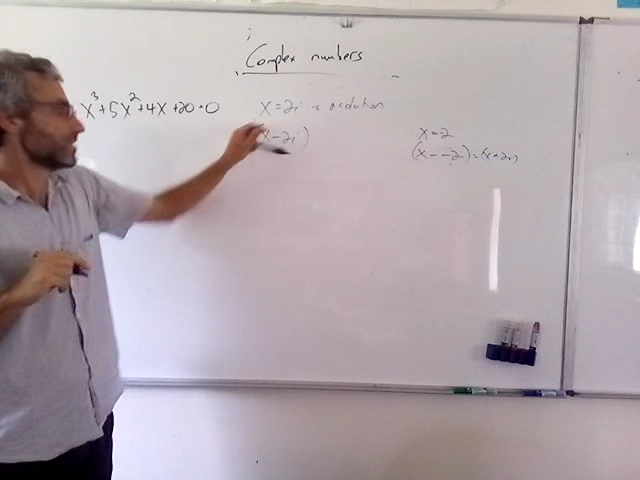 Complex numbers
x³+5x²+4x+20=0
x=2i is a solution
(x-2i)
x=2
(x--2)=(x+2)